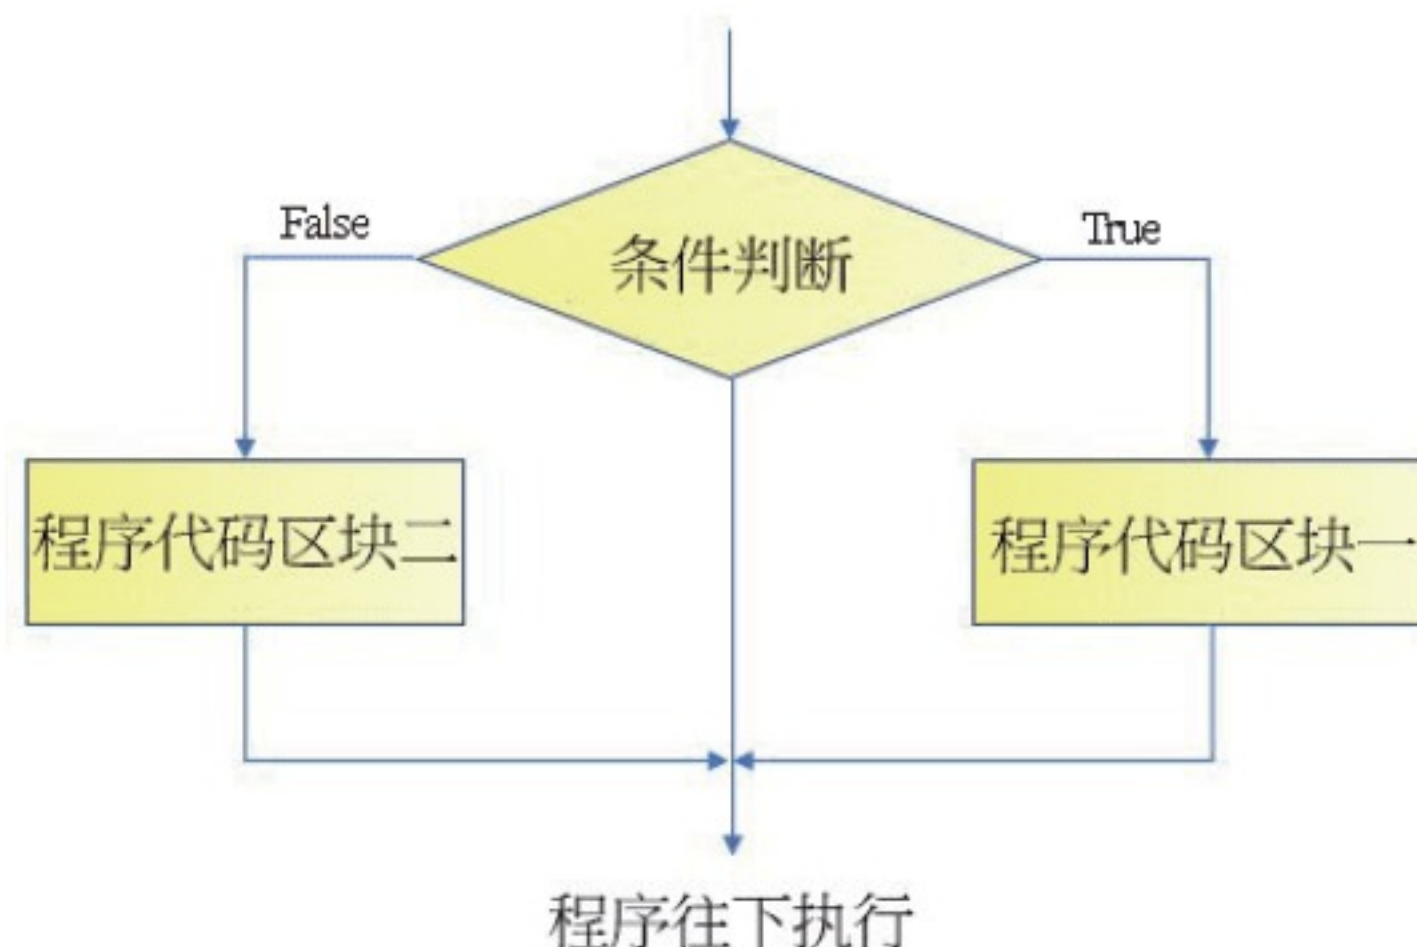 False
条件判断
True
程序代码区块二
程序代码区块一
程序往下执行